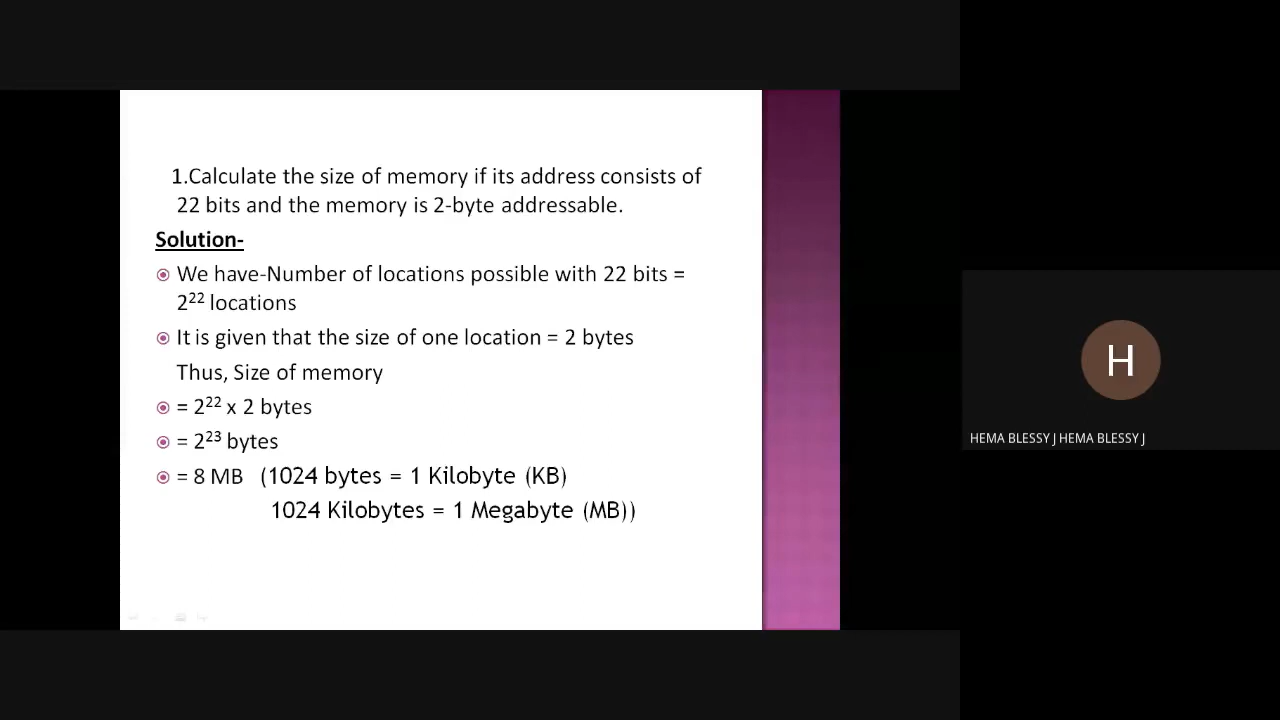 1.Calculate the size of memory if its address consists of
22 bits and the memory is 2-byte addressable.
Solution-
We have-Number of locations possible with 22 bits =
2²² locations
It is given that the size of one location = 2 bytes
Thus, Size of memory
= 2²² x 2 bytes
= 2²³ bytes
= 8 MB (1024 bytes = 1 Kilobyte (KB)
1024 Kilobytes = 1 Megabyte (MB))
H
HEMA BLESSY J HEMA BLESSY J